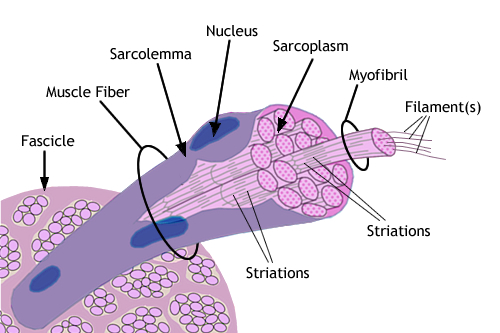 Nucleus
Sarcolemma
Sarcoplasm
Myofibril
Muscle Fiber
Filament(s)
Fascicle
Striations
Striations